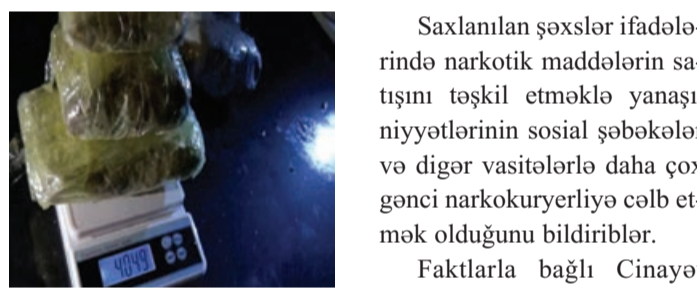 4049
Saxlanılan şəxslər ifadələ-
rində narkotik maddələrin sa-
tışını təşkil etməklə yanaşı
niyyətlərinin sosial şəbəkələr
və digər vasitələrlə daha çox
gənci narkokuryerliyə cəlb et-
mək olduğunu bildiriblər.
Faktlarla bağlı Cinayə